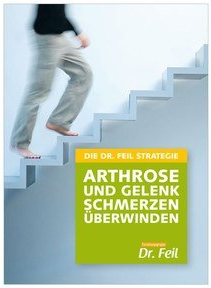 DIE DR. FEIL STRATEGIE
ARTHROSE
UND GELENK
SCHMERZEN
ÜBERWINDEN
Dr. Feil